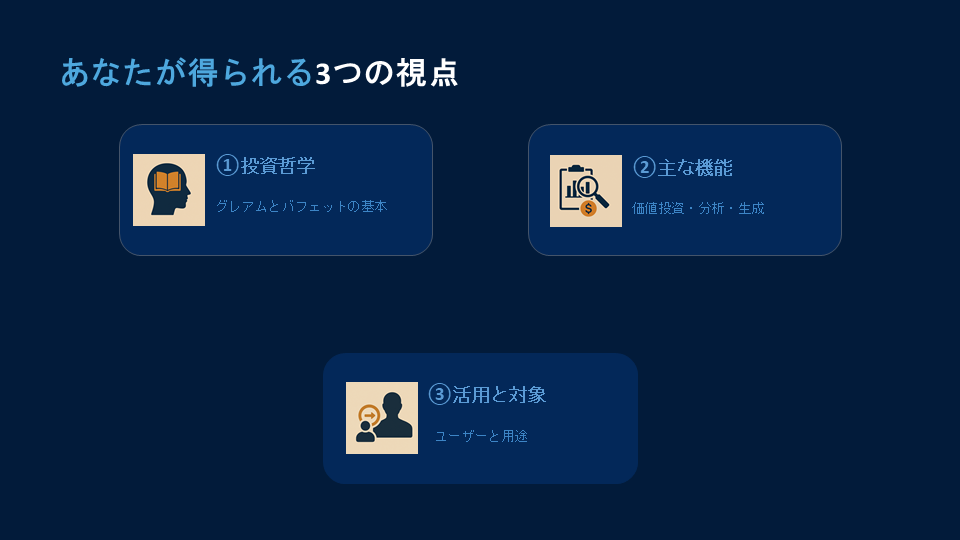 あなたが得られる3つの視点
①投資哲学
グレアムとバフェットの基本
②主な機能
価値投資・分析・生成
$
③活用と対象
ユーザーと用途